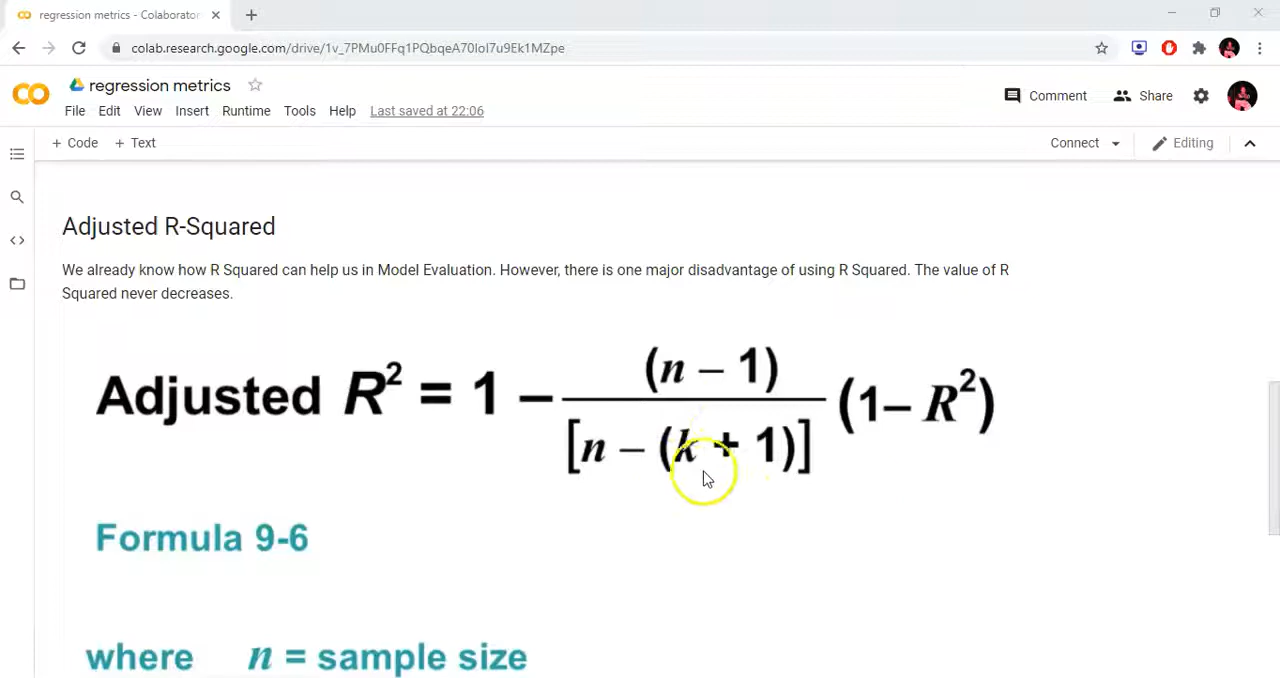 regression metrics - Colaborator
colab.research.google.com/drive/1v_7PMu0FFq1PQbqeA70lol7u9Ek1MZpe
regression metrics
Comment Share
File Edit View Insert Runtime Tools Help Last saved at 22:06
+ Code + Text Connect Editing
Adjusted R-Squared
We already know how R Squared can help us in Model Evaluation. However, there is one major disadvantage of using R Squared. The value of R
Squared never decreases.
Adjusted R² = 1 – (n – 1) / [n – (k + 1)] (1– R²)
Formula 9-6
where n = sample size